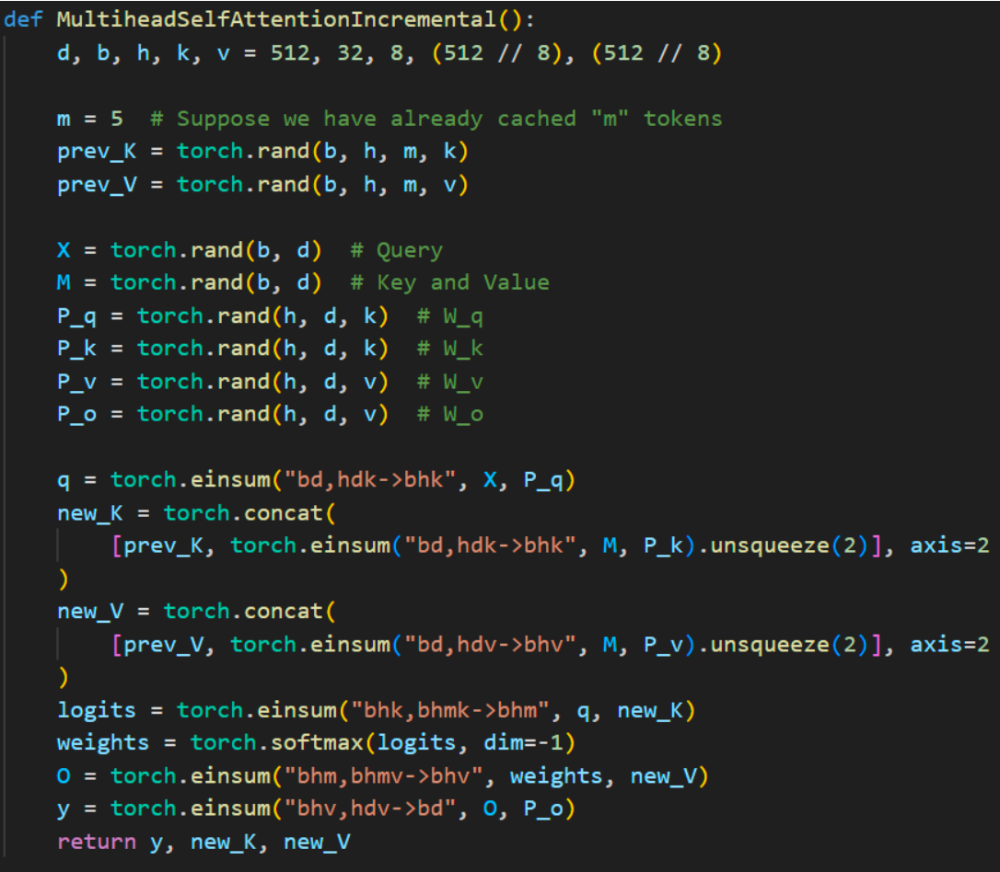 def MultiheadSelfAttentionIncremental():
    d, b, h, k, v = 512, 32, 8, (512 // 8), (512 // 8)

    m = 5  # Suppose we have already cached "m" tokens
    prev_K = torch.rand(b, h, m, k)
    prev_V = torch.rand(b, h, m, v)

    X = torch.rand(b, d)  # Query
    M = torch.rand(b, d)  # Key and Value
    P_q = torch.rand(h, d, k)  # W_q
    P_k = torch.rand(h, d, k)  # W_k
    P_v = torch.rand(h, d, v)  # W_v
    P_o = torch.rand(h, d, v)  # W_o

    q = torch.einsum("bd,hdk->bhk", X, P_q)
    new_K = torch.concat(
        [prev_K, torch.einsum("bd,hdk->bhk", M, P_k).unsqueeze(2)], axis=2
    )
    new_V = torch.concat(
        [prev_V, torch.einsum("bd,hdv->bhv", M, P_v).unsqueeze(2)], axis=2
    )
    logits = torch.einsum("bhk,bhmk->bhm", q, new_K)
    weights = torch.softmax(logits, dim=-1)
    O = torch.einsum("bhm,bhmv->bhv", weights, new_V)
    y = torch.einsum("bhv,hdv->bd", O, P_o)
    return y, new_K, new_V